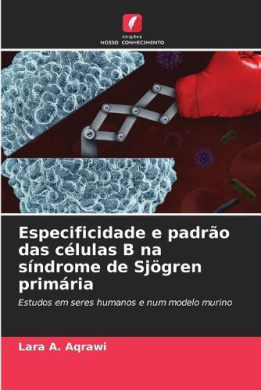 edições
NOSSO CONHECIMENTO
Especificidade e padrão
das células B na
síndrome de Sjögren
primária
Estudos em seres humanos e num modelo murino
Lara A. Aqrawi